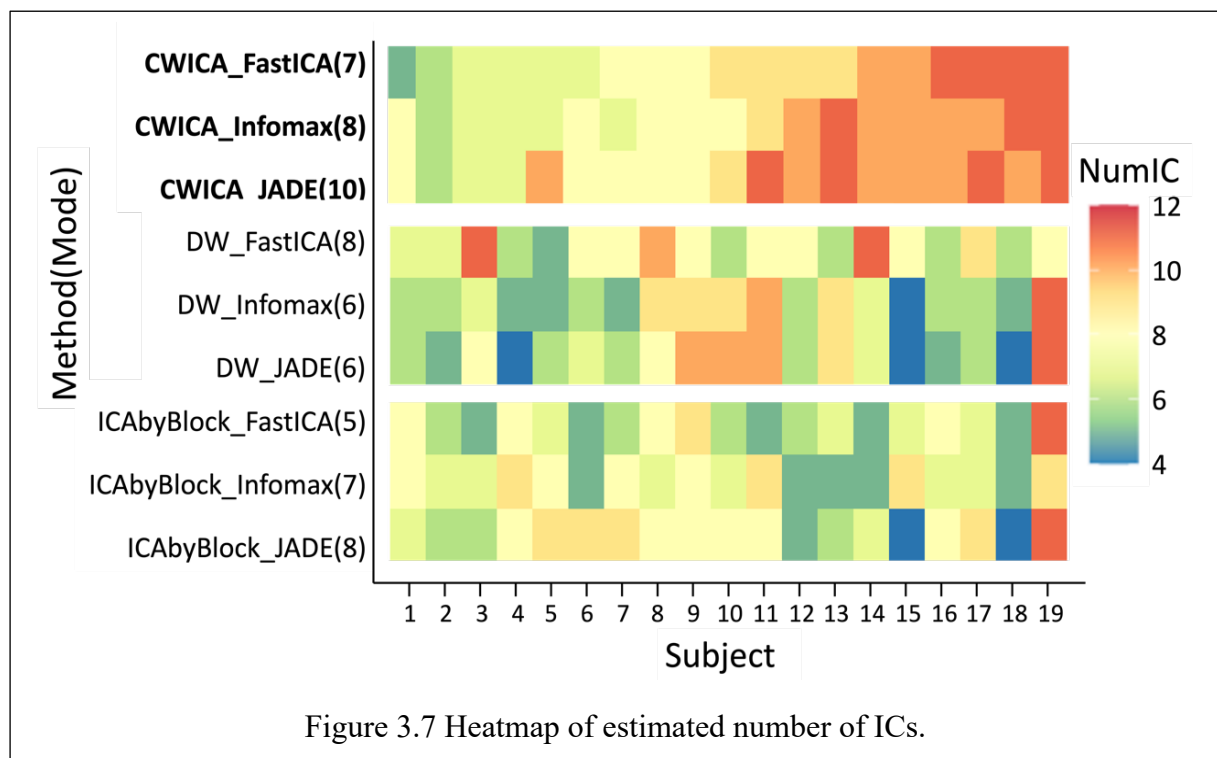 CWICA_FastICA(7)
CWICA_Infomax(8)
CWICA JADE(10)
DW_FastICA(8)
DW_Infomax(6)
DW_JADE(6)
ICAbyBlock_FastICA(5)
ICAbyBlock_Infomax(7)
ICAbyBlock_JADE(8)
Method(Mode)
NumIC
12
10
8
6
4
1 2 3 4 5 6 7 8 9 10 11 12 13 14 15 16 17 18 19
Subject
Figure 3.7 Heatmap of estimated number of ICs.